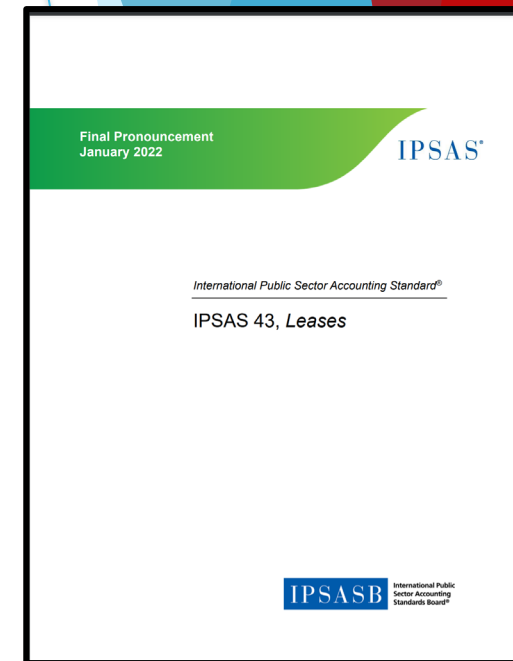 Final Pronouncement
January 2022
IPSAS®
International Public Sector Accounting Standard®
IPSAS 43, Leases
IPSASB
International Public
Sector Accounting
Standards Board®